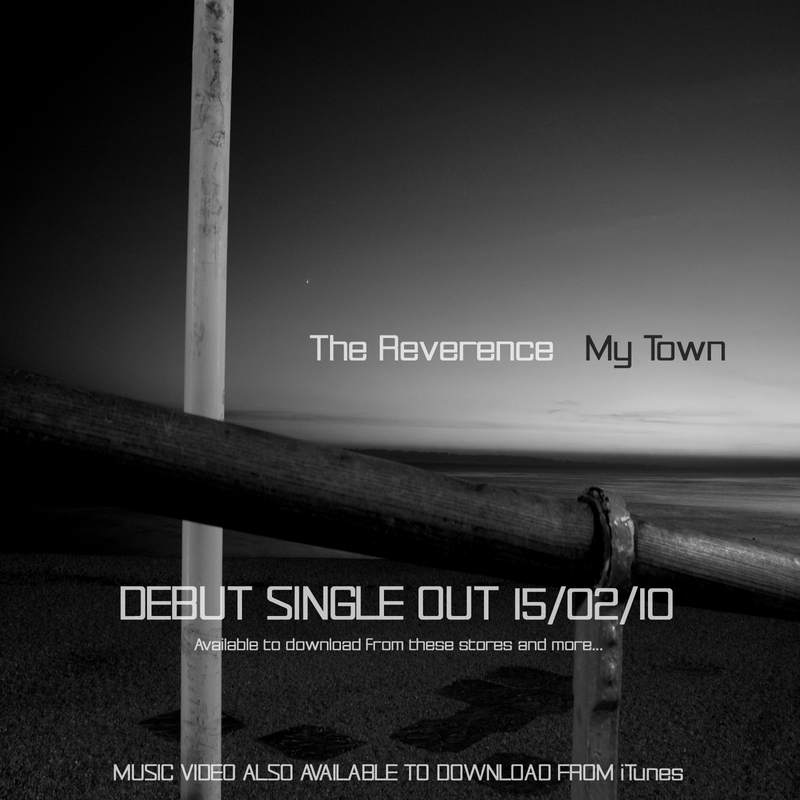 The Reverence My Town
DEBUT SINGLE OUT 15/02/10
Available to download From these stores and more...
MUSIC VIDEO ALSO AVAILABLE TO DOWNLOAD FROM iTunes